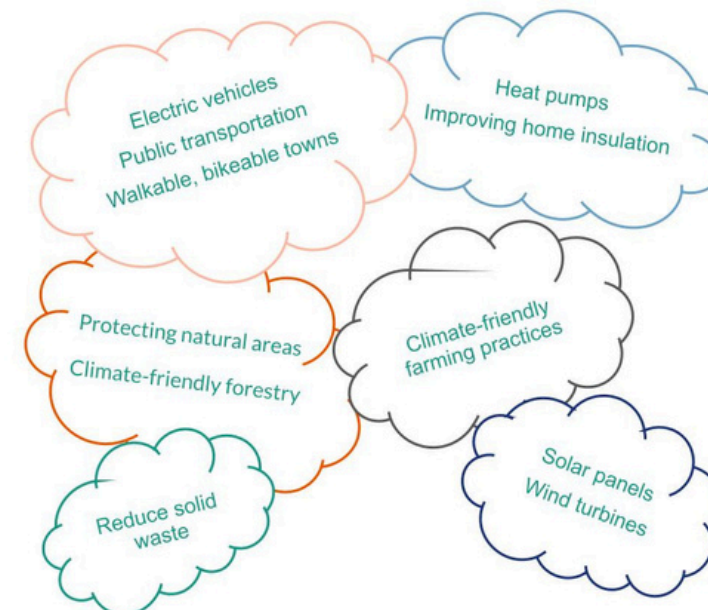 Electric vehicles
Public transportation
Walkable, bikeable towns
Heat pumps
Improving home insulation
Protecting natural areas
Climate-friendly forestry
Climate-friendly
farming practices
Reduce solid
waste
Solar panels
Wind turbines